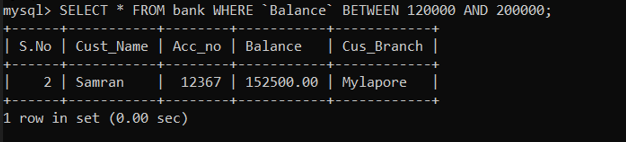 mysql> SELECT * FROM bank WHERE `Balance` BETWEEN 120000 AND 200000;
+------+-----------+--------+-----------+------------+
| S.No | Cust_Name | Acc_no | Balance   | Cus_Branch |
+------+-----------+--------+-----------+------------+
|    2 | Samran    |  12367 | 152500.00 | Mylapore   |
+------+-----------+--------+-----------+------------+
1 row in set (0.00 sec)